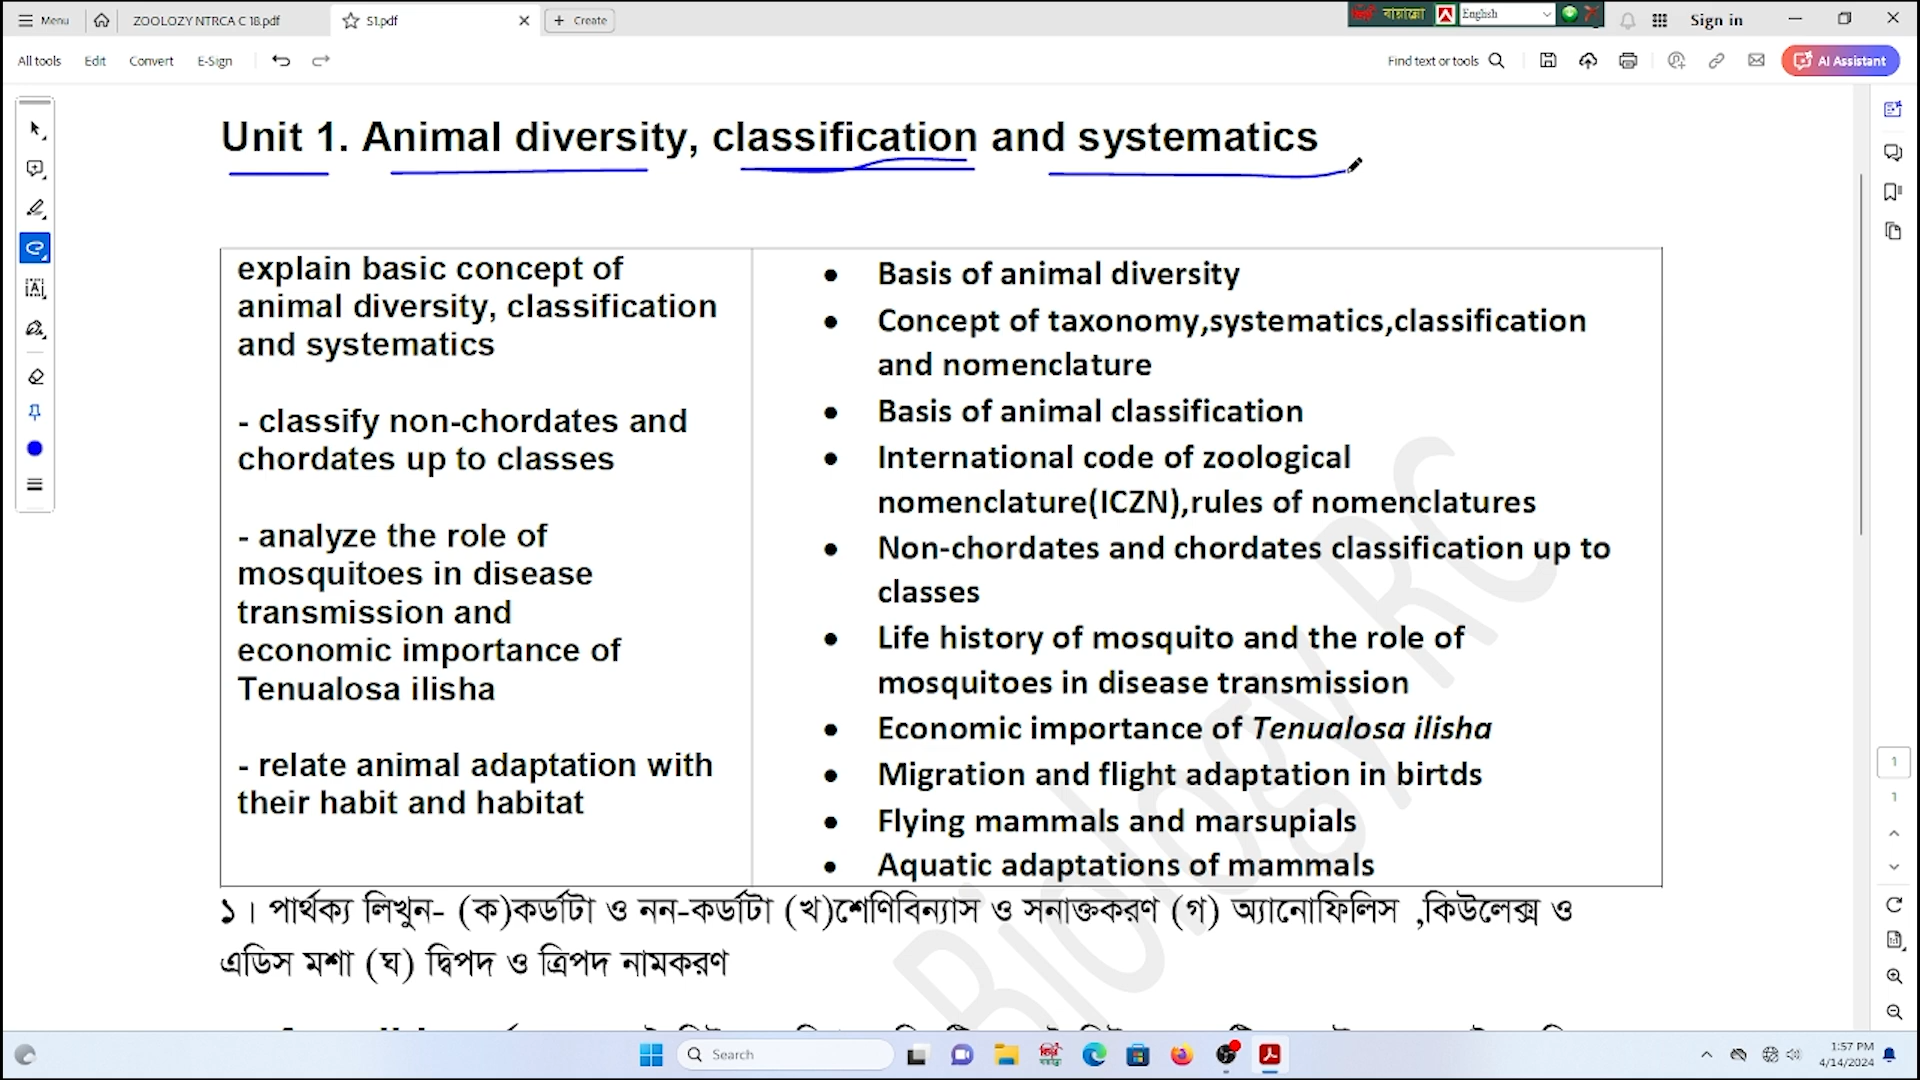 Menu
ZOOLOZY NTRCA C 18.pdf
S1.pdf
+ Create
বায়ান্নো
English
Sign in
All tools
Edit
Convert
E-Sign
Find text or tools
AI Assistant
Unit 1. Animal diversity, classification and systematics
explain basic concept of
animal diversity, classification
and systematics
- classify non-chordates and
chordates up to classes
- analyze the role of
mosquitoes in disease
transmission and
economic importance of
Tenualosa ilisha
- relate animal adaptation with
their habit and habitat
• Basis of animal diversity
• Concept of taxonomy,systematics,classification
and nomenclature
• Basis of animal classification
• International code of zoological
nomenclature(ICZN),rules of nomenclatures
• Non-chordates and chordates classification up to
classes
• Life history of mosquito and the role of
mosquitoes in disease transmission
• Economic importance of Tenualosa ilisha
• Migration and flight adaptation in birtds
• Flying mammals and marsupials
• Aquatic adaptations of mammals
১। পার্থক্য লিখুন- (ক)কর্ডাটা ও নন-কর্ডাটা (খ)শেণিবিন্যাস ও সনাক্তকরণ (গ) অ্যানোফিলিস ,কিউলেক্স ও
এডিস মশা (ঘ) দ্বিপদ ও ত্রিপদ নামকরণ
Biology RC
1
1
Search
1:57 PM
4/14/2024